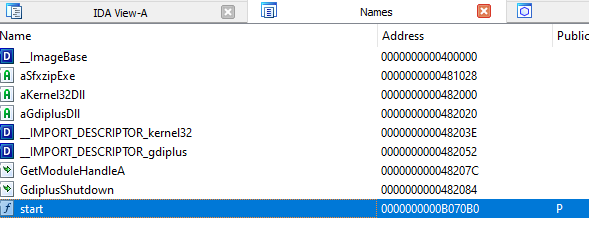 IDA View-A Names
Name Address Public
D __ImageBase 0000000000400000
A aSfxzipExe 0000000000481028
A aKernel32Dll 0000000000482000
A aGdiplusDll 0000000000482020
D __IMPORT_DESCRIPTOR_kernel32 000000000048203E
D __IMPORT_DESCRIPTOR_gdiplus 0000000000482052
GetModuleHandleA 000000000048207C
GdiplusShutdown 0000000000482084
f start 0000000000B070B0 P